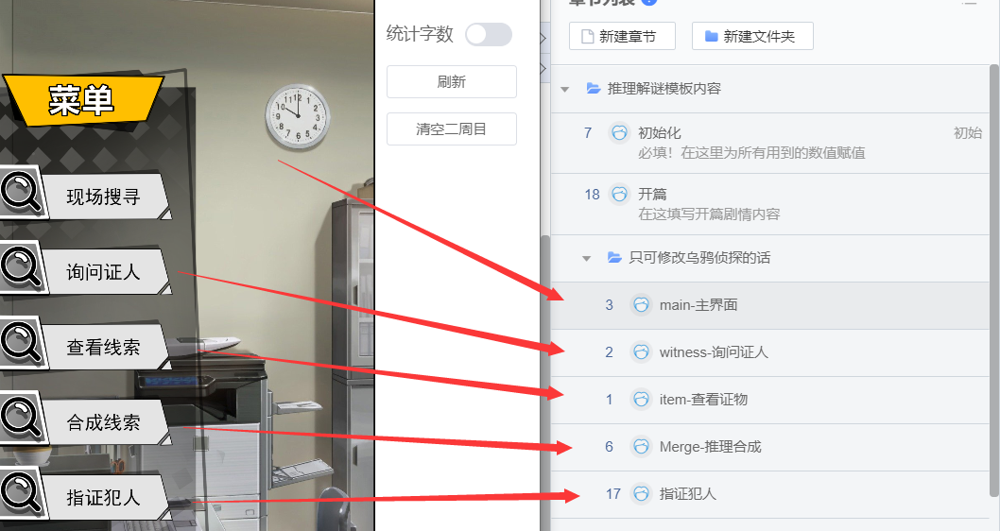 章节列表
统计字数
新建章节
新建文件夹
刷新
清空二周目
菜单
现场搜寻
询问证人
查看线索
合成线索
指证犯人
推理解谜模板内容
7
初始化
初始
必填！在这里为所有用到的数值赋值
18
开篇
在这填写开篇剧情内容
只可修改乌鸦侦探的话
3
main-主界面
2
witness-询问证人
1
item-查看证物
6
Merge-推理合成
17
指证犯人